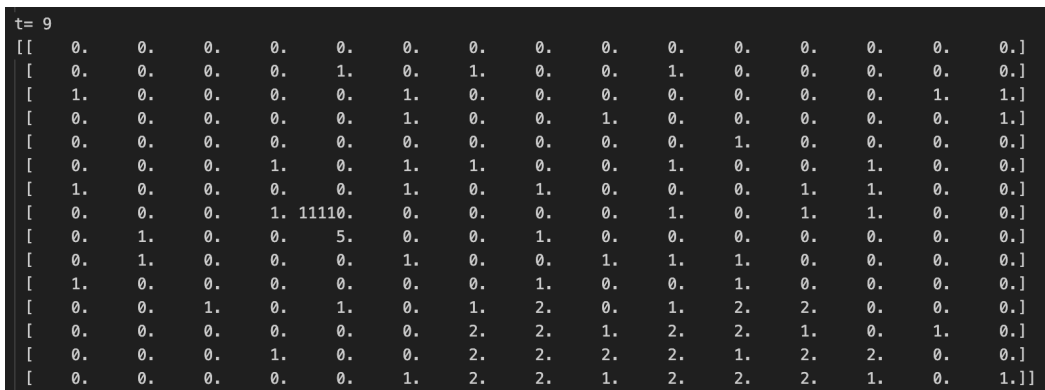 t= 9
[[ 0. 0. 0. 0. 0. 0. 0. 0. 0. 0. 0. 0. 0. 0. 0.]
[ 0. 0. 0. 0. 1. 0. 1. 0. 0. 1. 0. 0. 0. 0. 0.]
[ 1. 0. 0. 0. 0. 1. 0. 0. 0. 0. 0. 0. 0. 1. 1.]
[ 0. 0. 0. 0. 0. 1. 0. 0. 1. 0. 0. 0. 0. 0. 1.]
[ 0. 0. 0. 0. 0. 0. 0. 0. 0. 0. 1. 0. 0. 0. 0.]
[ 0. 0. 0. 1. 0. 1. 1. 0. 0. 1. 0. 0. 1. 0. 0.]
[ 1. 0. 0. 0. 0. 1. 0. 1. 0. 0. 0. 1. 1. 0. 0.]
[ 0. 0. 0. 1. 11110. 0. 0. 0. 0. 1. 0. 1. 1. 0. 0.]
[ 0. 1. 0. 0. 5. 0. 0. 1. 0. 0. 0. 0. 0. 0. 0.]
[ 0. 1. 0. 0. 0. 1. 0. 0. 1. 1. 1. 0. 0. 0. 0.]
[ 1. 0. 0. 0. 0. 0. 0. 1. 0. 0. 1. 0. 0. 0. 0.]
[ 0. 0. 1. 0. 1. 0. 1. 2. 0. 1. 2. 2. 0. 0. 0.]
[ 0. 0. 0. 0. 0. 0. 2. 2. 1. 2. 2. 1. 0. 1. 0.]
[ 0. 0. 0. 1. 0. 0. 2. 2. 2. 2. 1. 2. 2. 0. 0.]
[ 0. 0. 0. 0. 0. 1. 2. 2. 1. 2. 2. 2. 1. 0. 1.]]